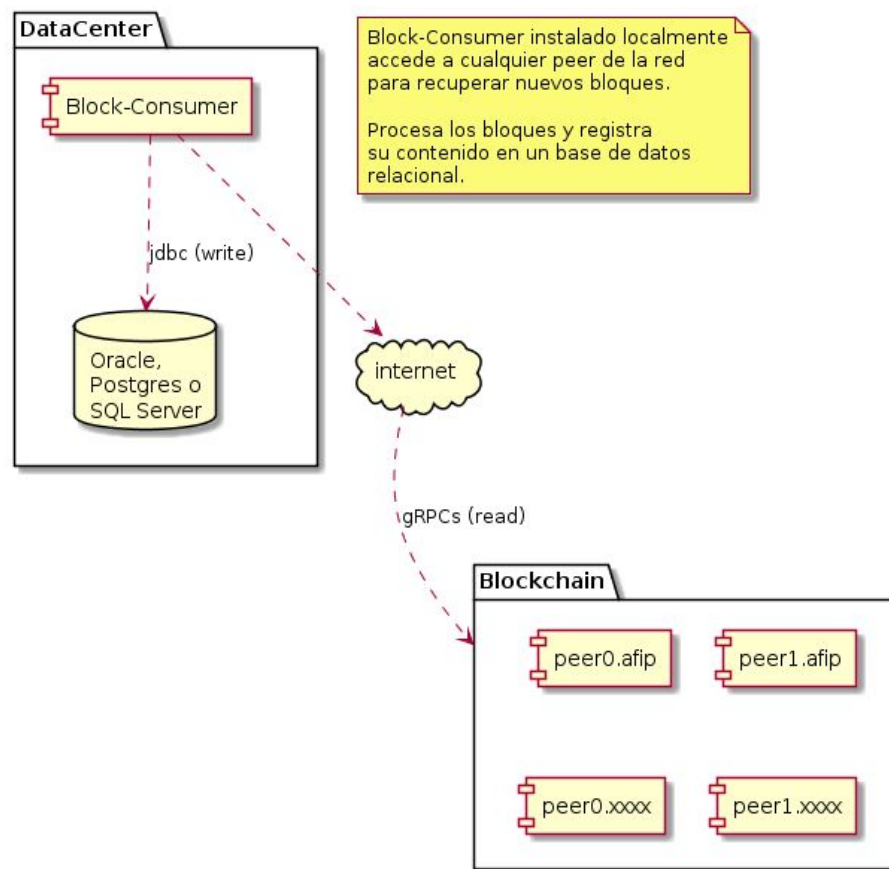 DataCenter
Block-Consumer
Block-Consumer instalado localmente
accede a cualquier peer de la red
para recuperar nuevos bloques.
Procesa los bloques y registra
su contenido en un base de datos
relacional.
jdbc (write)
Oracle,
Postgres o
SQL Server
internet
gRPCs (read)
Blockchain
peer0.afip
peer1.afip
peer0.xxxx
peer1.xxxx